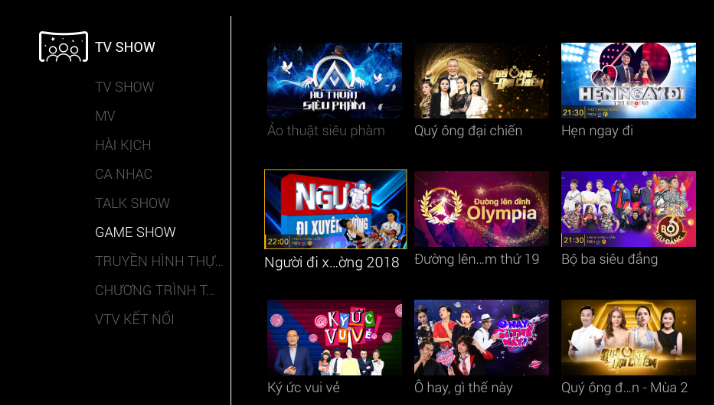 TV SHOW
TV SHOW
MV
HÀI KỊCH
CA NHẠC
TALK SHOW
GAME SHOW
TRUYỀN HÌNH THỰ...
CHƯƠNG TRÌNH T...
VTV KẾT NỐI
ẢO THUẬT
SIÊU PHÀM
Ảo thuật siêu phàm
QUÝ ÔNG
ĐẠI CHIẾN
Quý ông đại chiến
HẸN NGAY ĐI
21:30
Hẹn ngay đi
NGƯỜI
ĐI XUYÊN TƯỜNG
22:00
Người đi x...ờng 2018
Đường lên đỉnh
Olympia
Đường lên...m thứ 19
BỘ BA
SIÊU ĐẲNG
21:30
Bộ ba siêu đẳng
KÝ ỨC
VUI VẺ
Ký ức vui vẻ
Ô HAY,
GÌ THẾ
NÀY!
Ô hay, gì thế này
QUÝ ÔNG
ĐẠI CHIẾN
Quý ông đ...n - Mùa 2